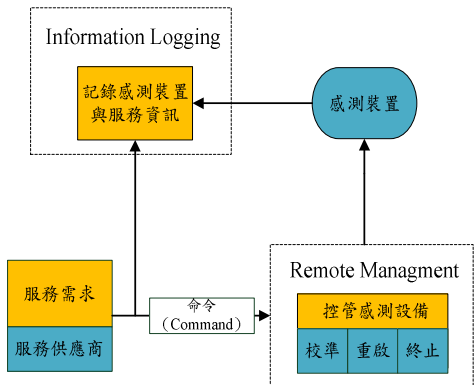 Information Logging
記錄感測裝置
與服務資訊
感測裝置
服務需求
服務供應商
命令
（Command）
Remote Managment
控管感測設備
校準
重啟
終止